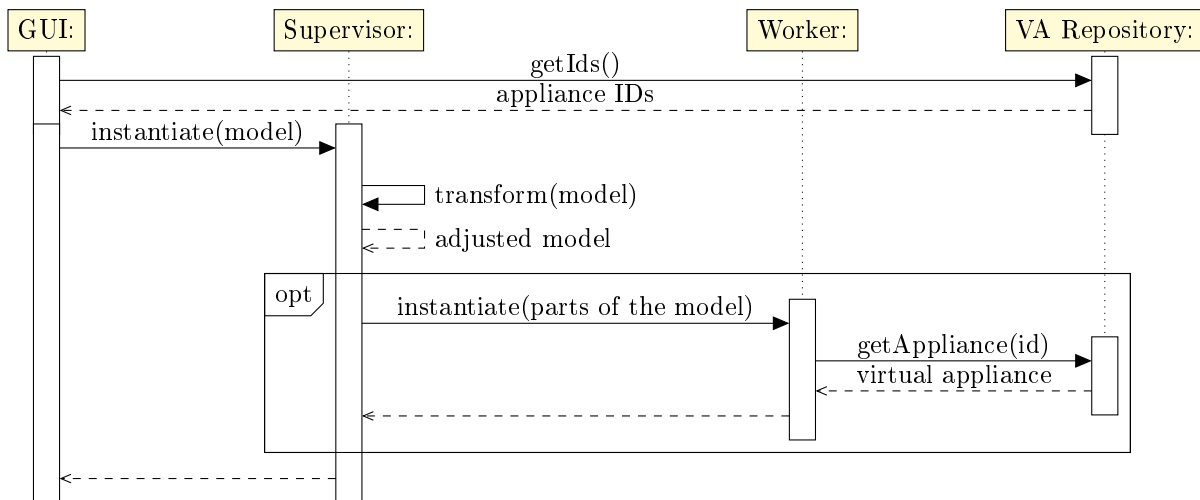 GUI:
Supervisor:
Worker:
VA Repository:
getIds()
appliance IDs
instantiate(model)
transform(model)
adjusted model
opt
instantiate(parts of the model)
getAppliance(id)
virtual appliance